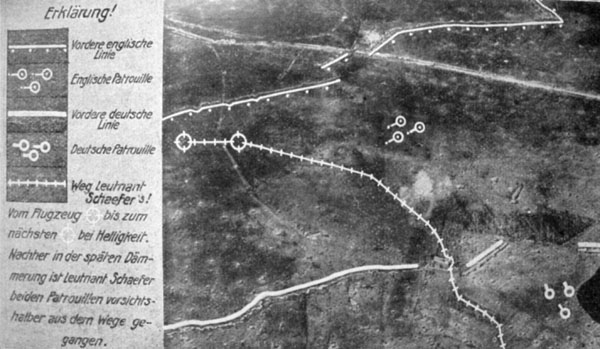 Erklärung!
Vordere englische
Linie
Englische Patrouille
Vordere deutsche
Linie
Deutsche Patrouille
Weg Leutnant
Schaefer's!
Vom Flugzeug bis zum
nächsten bei Helligkeit.
Nachher in der späten Däm-
merung ist Leutnant Schaefer
beiden Patrouillen vorsichts-
halber aus dem Wege ge-
gangen.